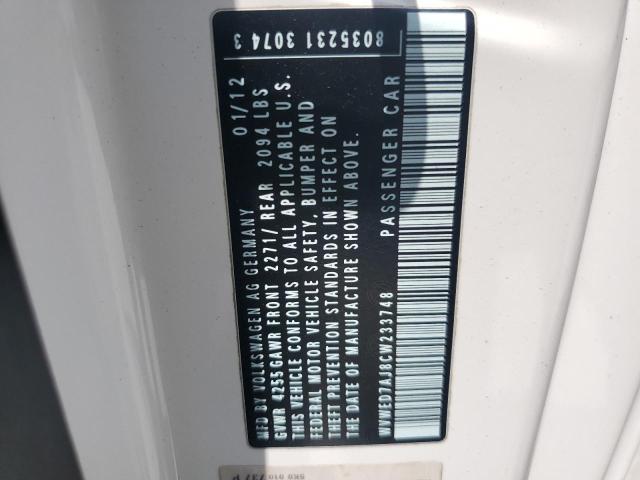 MFD BY VOLKSWAGEN AG GERMANY 01/12
GVWR 4255 GAWR FRONT 2271/ REAR 2094 LBS
THIS VEHICLE CONFORMS TO ALL APPLICABLE U.S.
FEDERAL MOTOR VEHICLE SAFETY, BUMPER AND
THEFT PREVENTION STANDARDS IN EFFECT ON
THE DATE OF MANUFACTURE SHOWN ABOVE.
8035231 3074 3
PASSENGER CAR
WVWED7AJ8CW233748